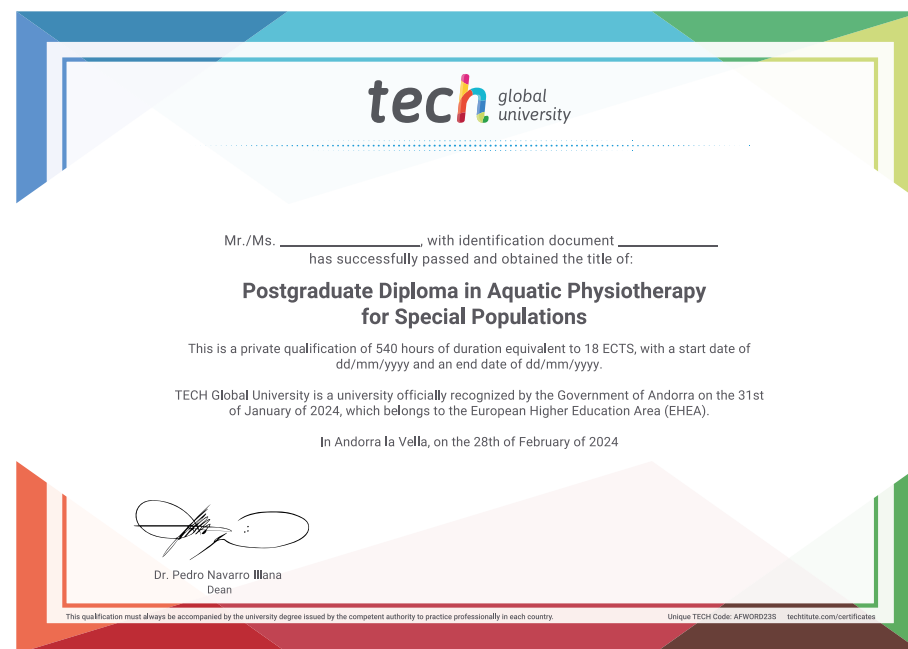 tech global
university
Mr./Ms. ____________, with identification document ____________
has successfully passed and obtained the title of:
Postgraduate Diploma in Aquatic Physiotherapy
for Special Populations
This is a private qualification of 540 hours of duration equivalent to 18 ECTS, with a start date of
dd/mm/yyyy and an end date of dd/mm/yyyy.
TECH Global University is a university officially recognized by the Government of Andorra on the 31st
of January of 2024, which belongs to the European Higher Education Area (EHEA).
In Andorra la Vella, on the 28th of February of 2024
Dr. Pedro Navarro Illana
Dean
This qualification must always be accompanied by the university degree issued by the competent authority to practice professionally in each country.
Unique TECH Code: AFWORD23S techtitute.com/certificates